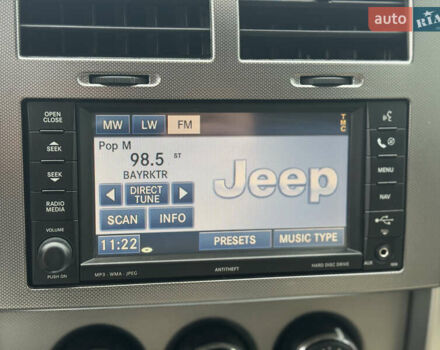 auto RIA
OPEN
CLOSE
SEEK
SEEK
RADIO
MEDIA
VOLUME
PUSH ON
MW LW FM
TMC
Pop M
98.5 ST
BAYRKTR
DIRECT
TUNE
SCAN INFO
Jeep
11:22
PRESETS MUSIC TYPE
MP3 - WMA - JPEG ANTITHEFT HARD DISC DRIVE
MENU
NAV
AUX